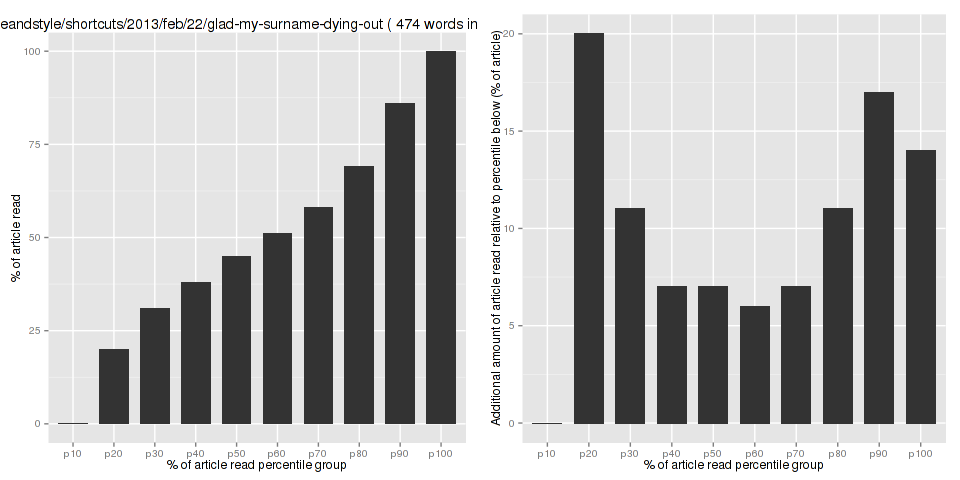 eandstyle/shortcuts/2013/feb/22/glad-my-surname-dying-out ( 474 words in
% of article read
100
75
50
25
0
p10 p20 p30 p40 p50 p60 p70 p80 p90 p100
% of article read percentile group
Additional amount of article read relative to percentile below (% of article)
20
15
10
5
0
p10 p20 p30 p40 p50 p60 p70 p80 p90 p100
% of article read percentile group